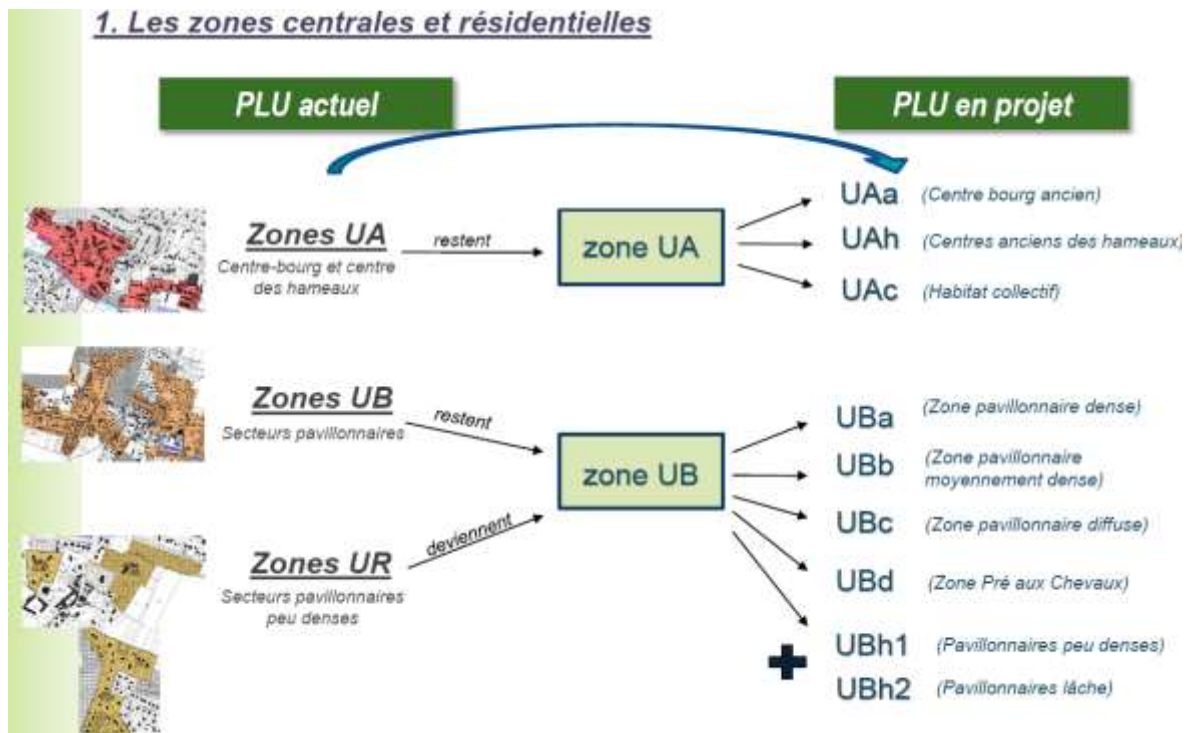 1. Les zones centrales et résidentielles
PLU actuel
PLU en projet
Zones UA
Centre-bourg et centre
des hameaux
restent
zone UA
UAa (Centre bourg ancien)
UAh (Centres anciens des hameaux)
UAc (Habitat collectif)
Zones UB
Secteurs pavillonnaires
restent
Zones UR
Secteurs pavillonnaires
peu denses
deviennent
zone UB
UBa (Zone pavillonnaire dense)
UBb (Zone pavillonnaire
moyennement dense)
UBc (Zone pavillonnaire diffuse)
UBd (Zone Pré aux Chevaux)
UBh1 (Pavillonnaires peu denses)
UBh2 (Pavillonnaires lâche)